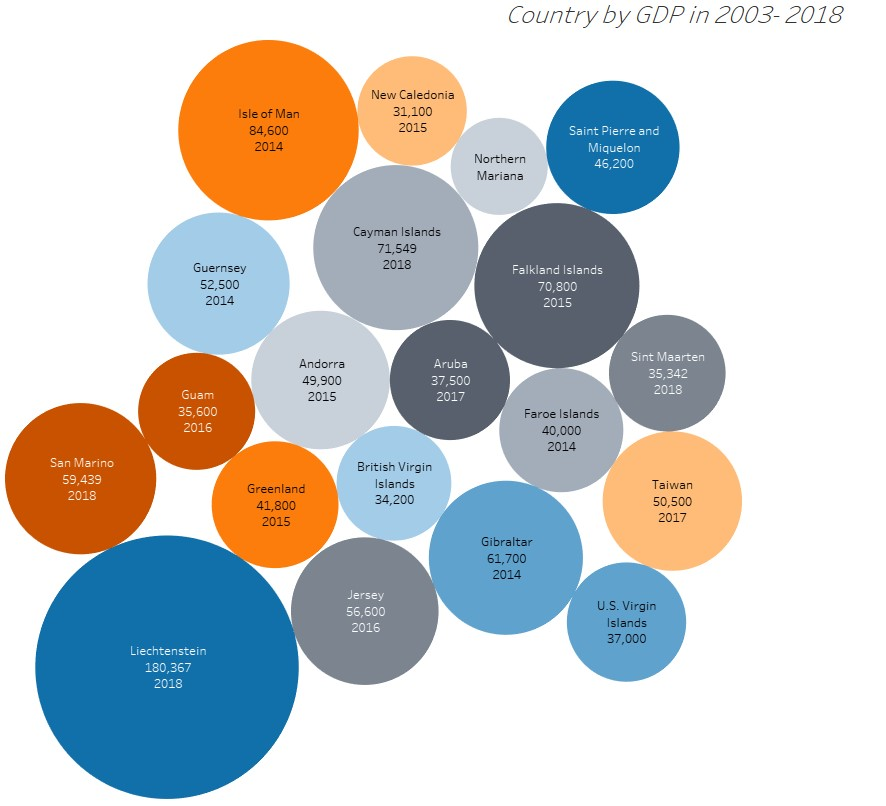 Country by GDP in 2003- 2018
Isle of Man
84,600
2014
New Caledonia
31,100
2015
Northern
Mariana
Saint Pierre and
Miquelon
46,200
Cayman Islands
71,549
2018
Falkland Islands
70,800
2015
Guernsey
52,500
2014
Andorra
49,900
2015
Aruba
37,500
2017
Sint Maarten
35,342
2018
Guam
35,600
2016
Faroe Islands
40,000
2014
San Marino
59,439
2018
Greenland
41,800
2015
British Virgin
Islands
34,200
Taiwan
50,500
2017
Gibraltar
61,700
2014
Jersey
56,600
2016
U.S. Virgin
Islands
37,000
Liechtenstein
180,367
2018